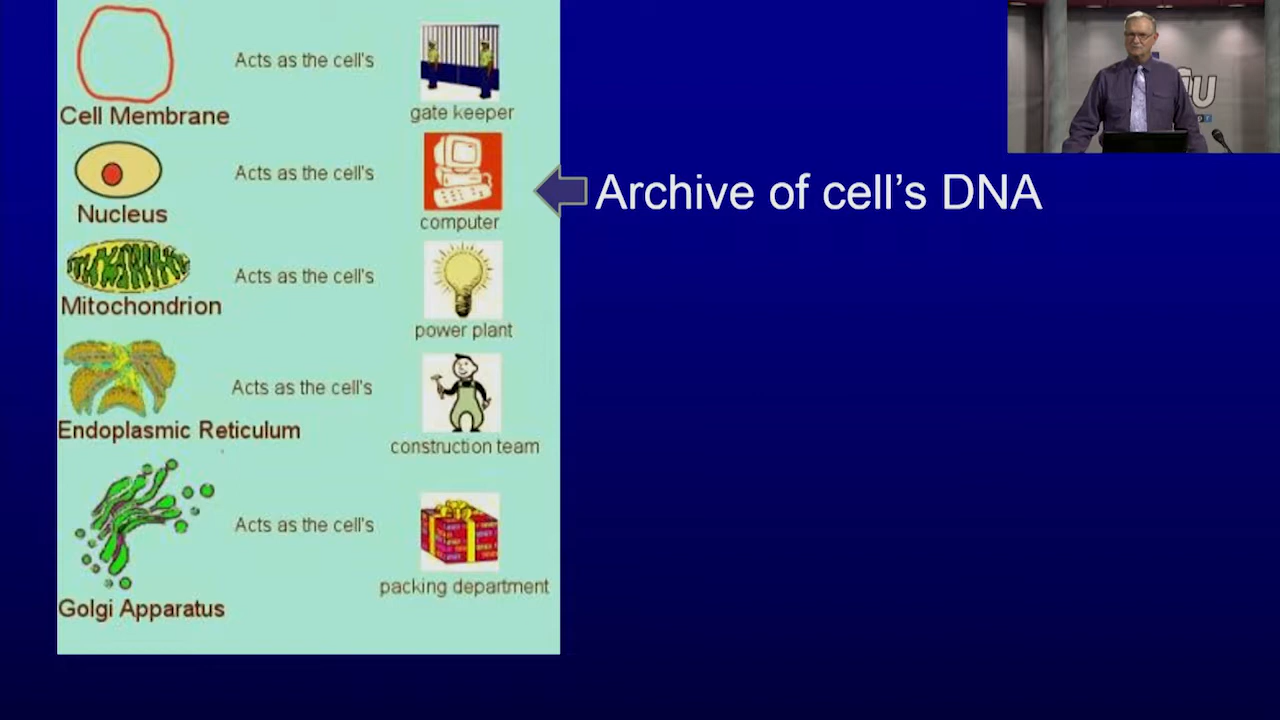 Acts as the cell's
Cell Membrane
gate keeper
Acts as the cell's
Nucleus
computer
Archive of cell’s DNA
Acts as the cell's
Mitochondrion
power plant
Acts as the cell's
Endoplasmic Reticulum
construction team
Acts as the cell's
Golgi Apparatus
packing department